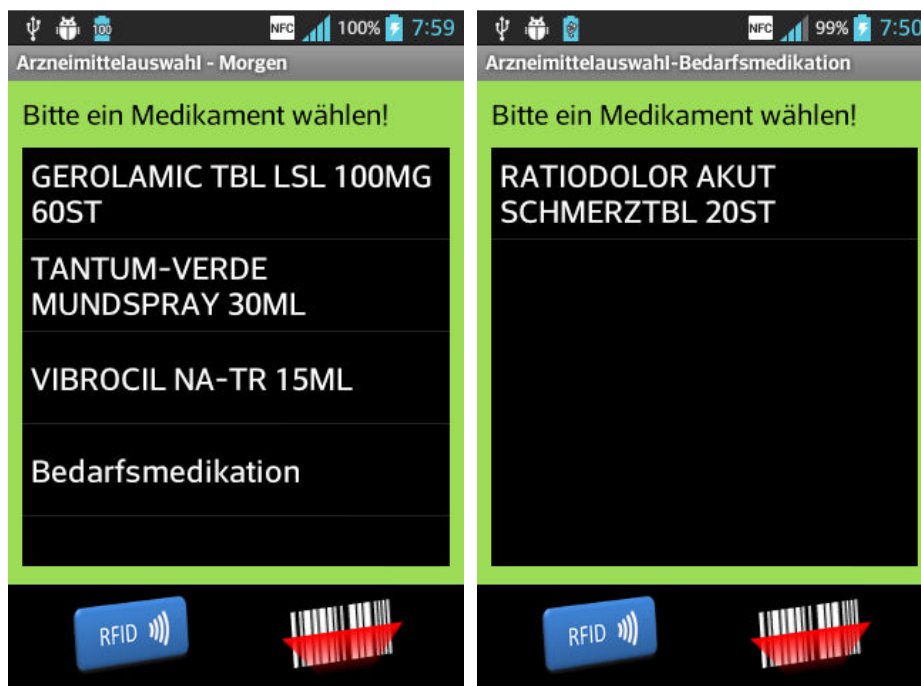 100 NFC 100% 7:59
Arzneimittelauswahl - Morgen
Bitte ein Medikament wählen!
GEROLAMIC TBL LSL 100MG
60ST
TANTUM-VERDE
MUNDSPRAY 30ML
VIBROCIL NA-TR 15ML
Bedarfsmedikation
RFID
NFC 99% 7:50
Arzneimittelauswahl-Bedarfsmedikation
Bitte ein Medikament wählen!
RATIODOLOR AKUT
SCHMERZTBL 20ST
RFID